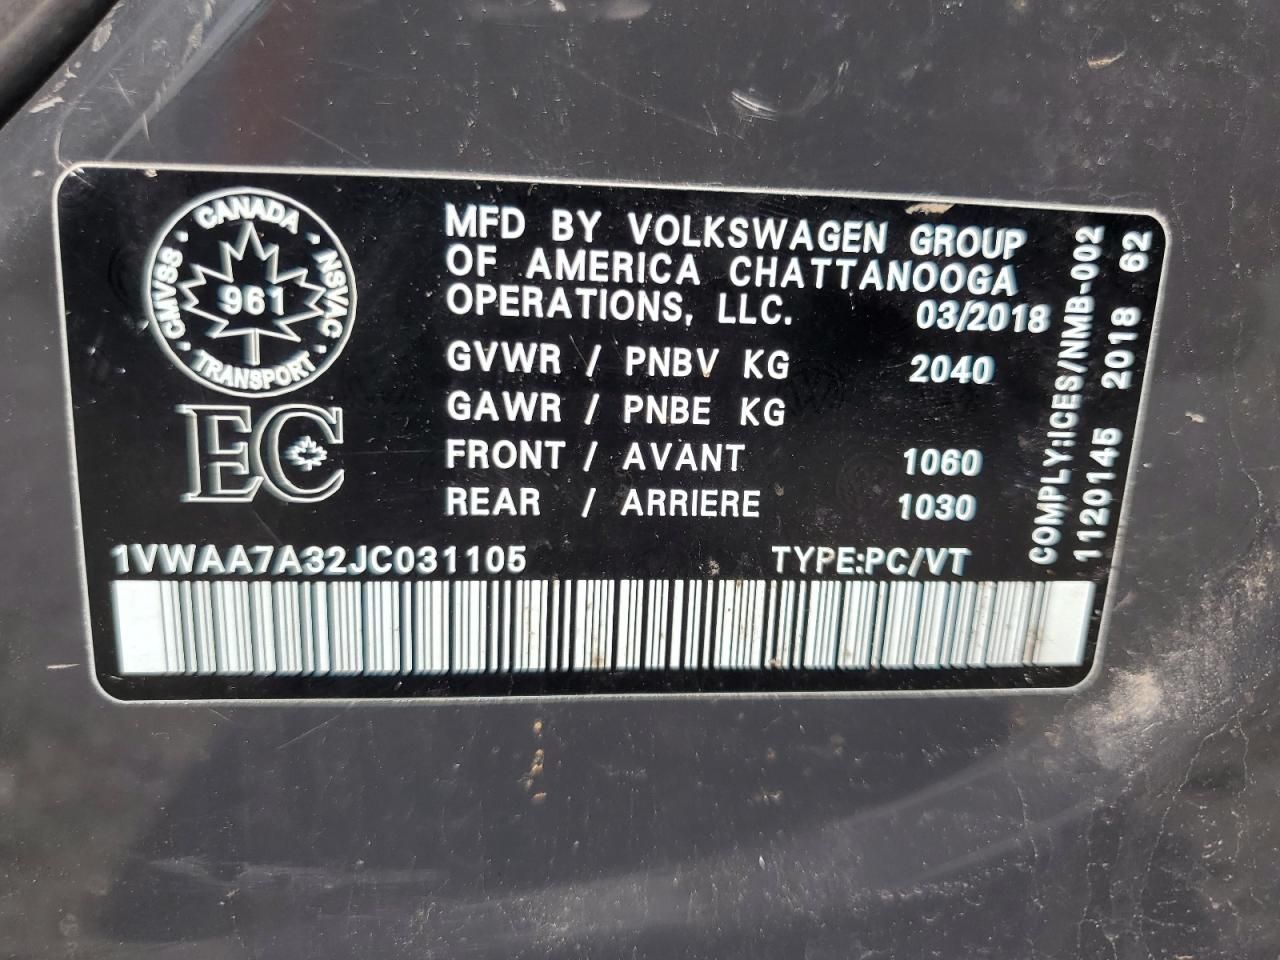 CANADA
CMVSS · NSVAC
961
TRANSPORT
EC
MFD BY VOLKSWAGEN GROUP
OF AMERICA CHATTANOOGA
OPERATIONS, LLC. 03/2018
GVWR / PNBV KG 2040
GAWR / PNBE KG
FRONT / AVANT 1060
REAR / ARRIERE 1030
1VWAA7A32JC031105 TYPE:PC/VT
COMPLY:ICES/NMB-002
1120145 2018 62